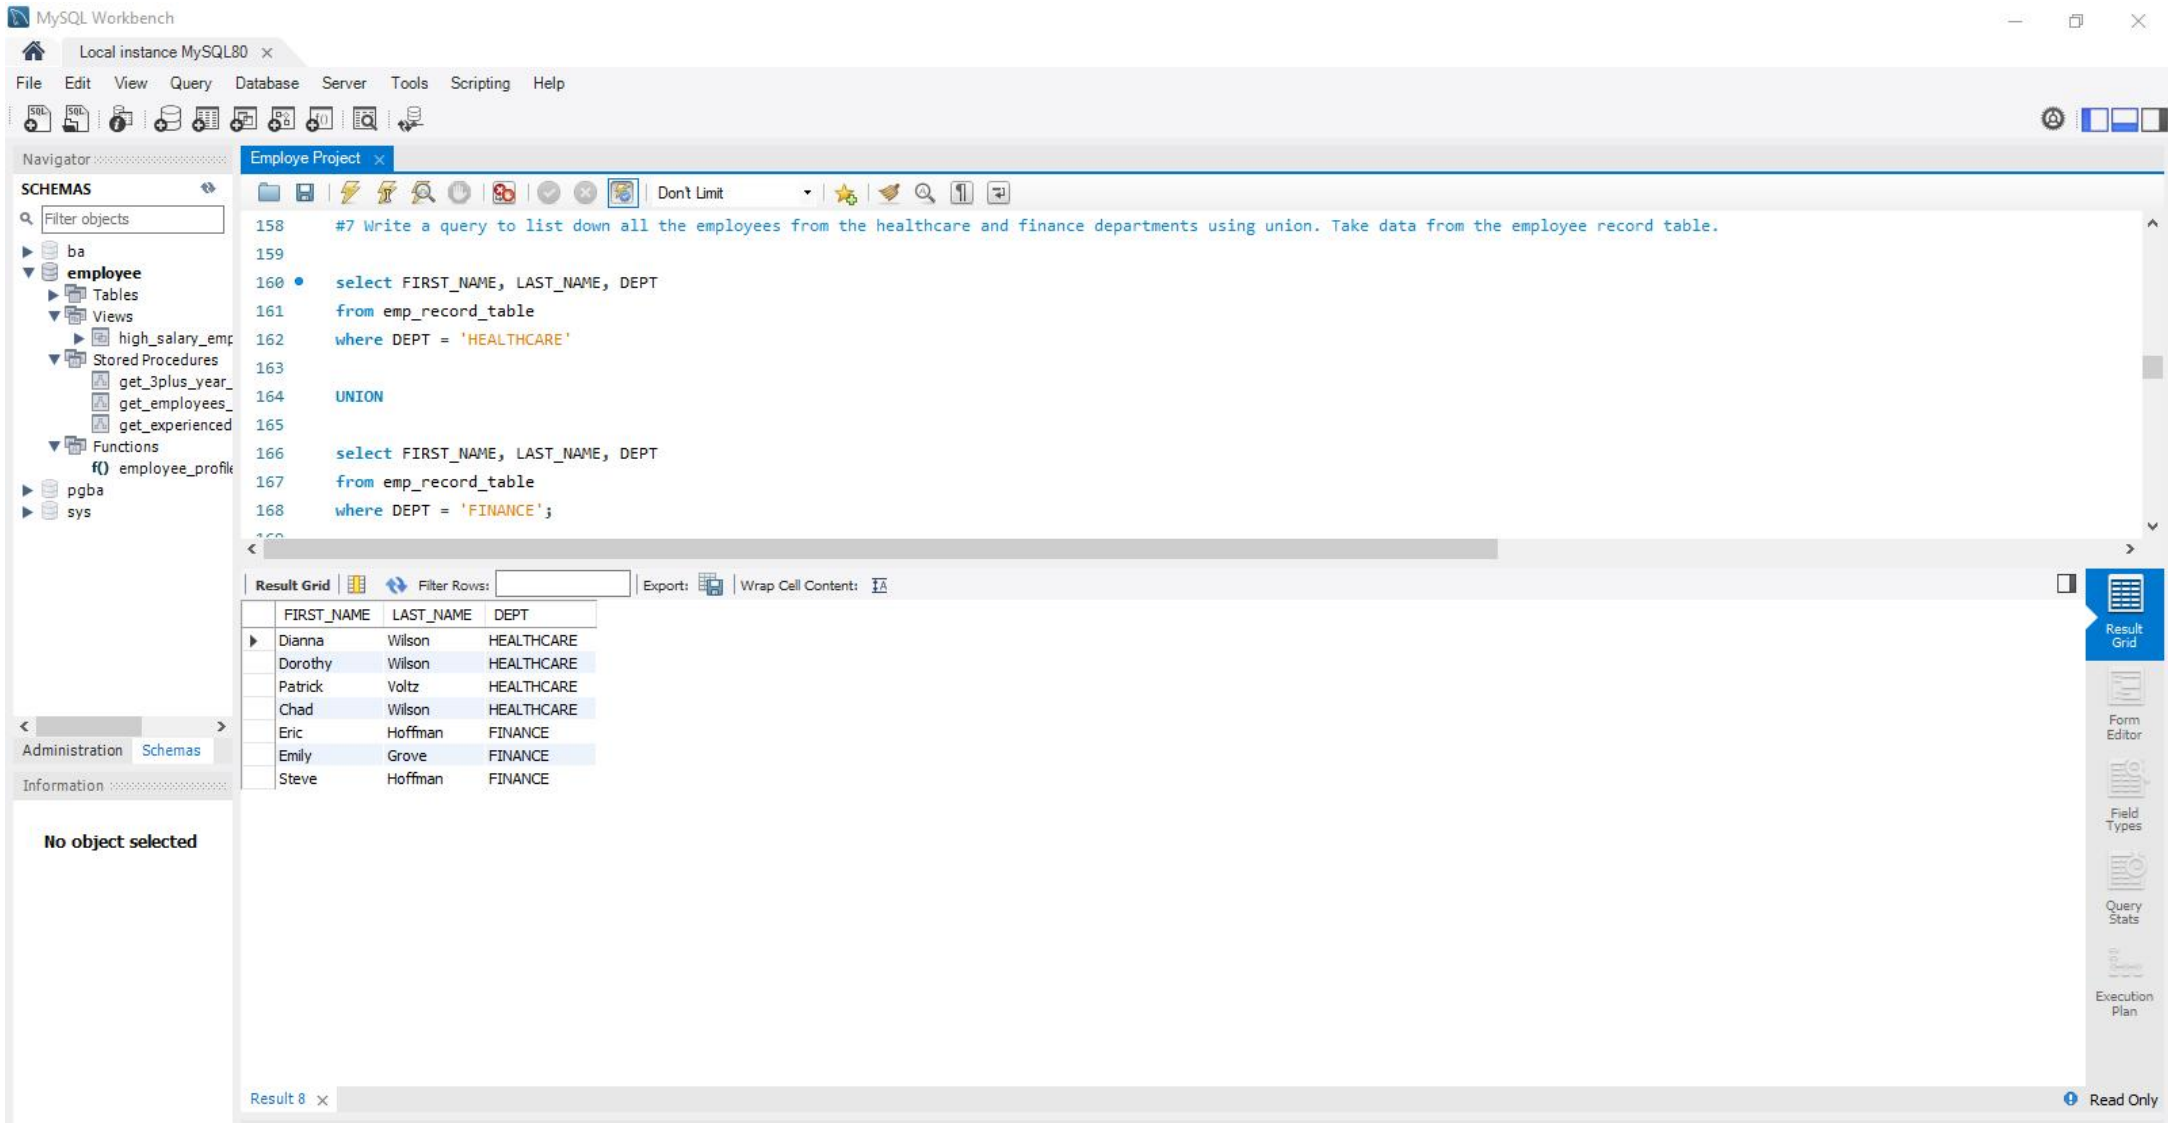 MySQL Workbench
Local instance MySQL80
File Edit View Query Database Server Tools Scripting Help
Navigator
SCHEMAS
Filter objects
ba
employee
Tables
Views
high_salary_emp
Stored Procedures
get_3plus_year_
get_employees_
get_experienced
Functions
f() employee_profile
pgba
sys
Administration Schemas
Information
No object selected
Employe Project
Don't Limit
158 #7 Write a query to list down all the employees from the healthcare and finance departments using union. Take data from the employee record table.
159
160 select FIRST_NAME, LAST_NAME, DEPT
161 from emp_record_table
162 where DEPT = 'HEALTHCARE'
163
164 UNION
165
166 select FIRST_NAME, LAST_NAME, DEPT
167 from emp_record_table
168 where DEPT = 'FINANCE';
Result Grid Filter Rows: Export: Wrap Cell Content:
FIRST_NAME LAST_NAME DEPT
Dianna Wilson HEALTHCARE
Dorothy Wilson HEALTHCARE
Patrick Voltz HEALTHCARE
Chad Wilson HEALTHCARE
Eric Hoffman FINANCE
Emily Grove FINANCE
Steve Hoffman FINANCE
Result
Grid
Form
Editor
Field
Types
Query
Stats
Execution
Plan
Result 8
Read Only